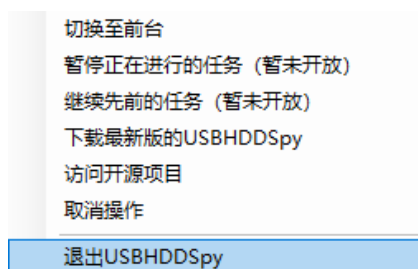 切换至前台
暂停正在进行的任务（暂未开放）
继续先前的任务（暂未开放）
下载最新版的USBHDDSpy
访问开源项目
取消操作
退出USBHDDSpy